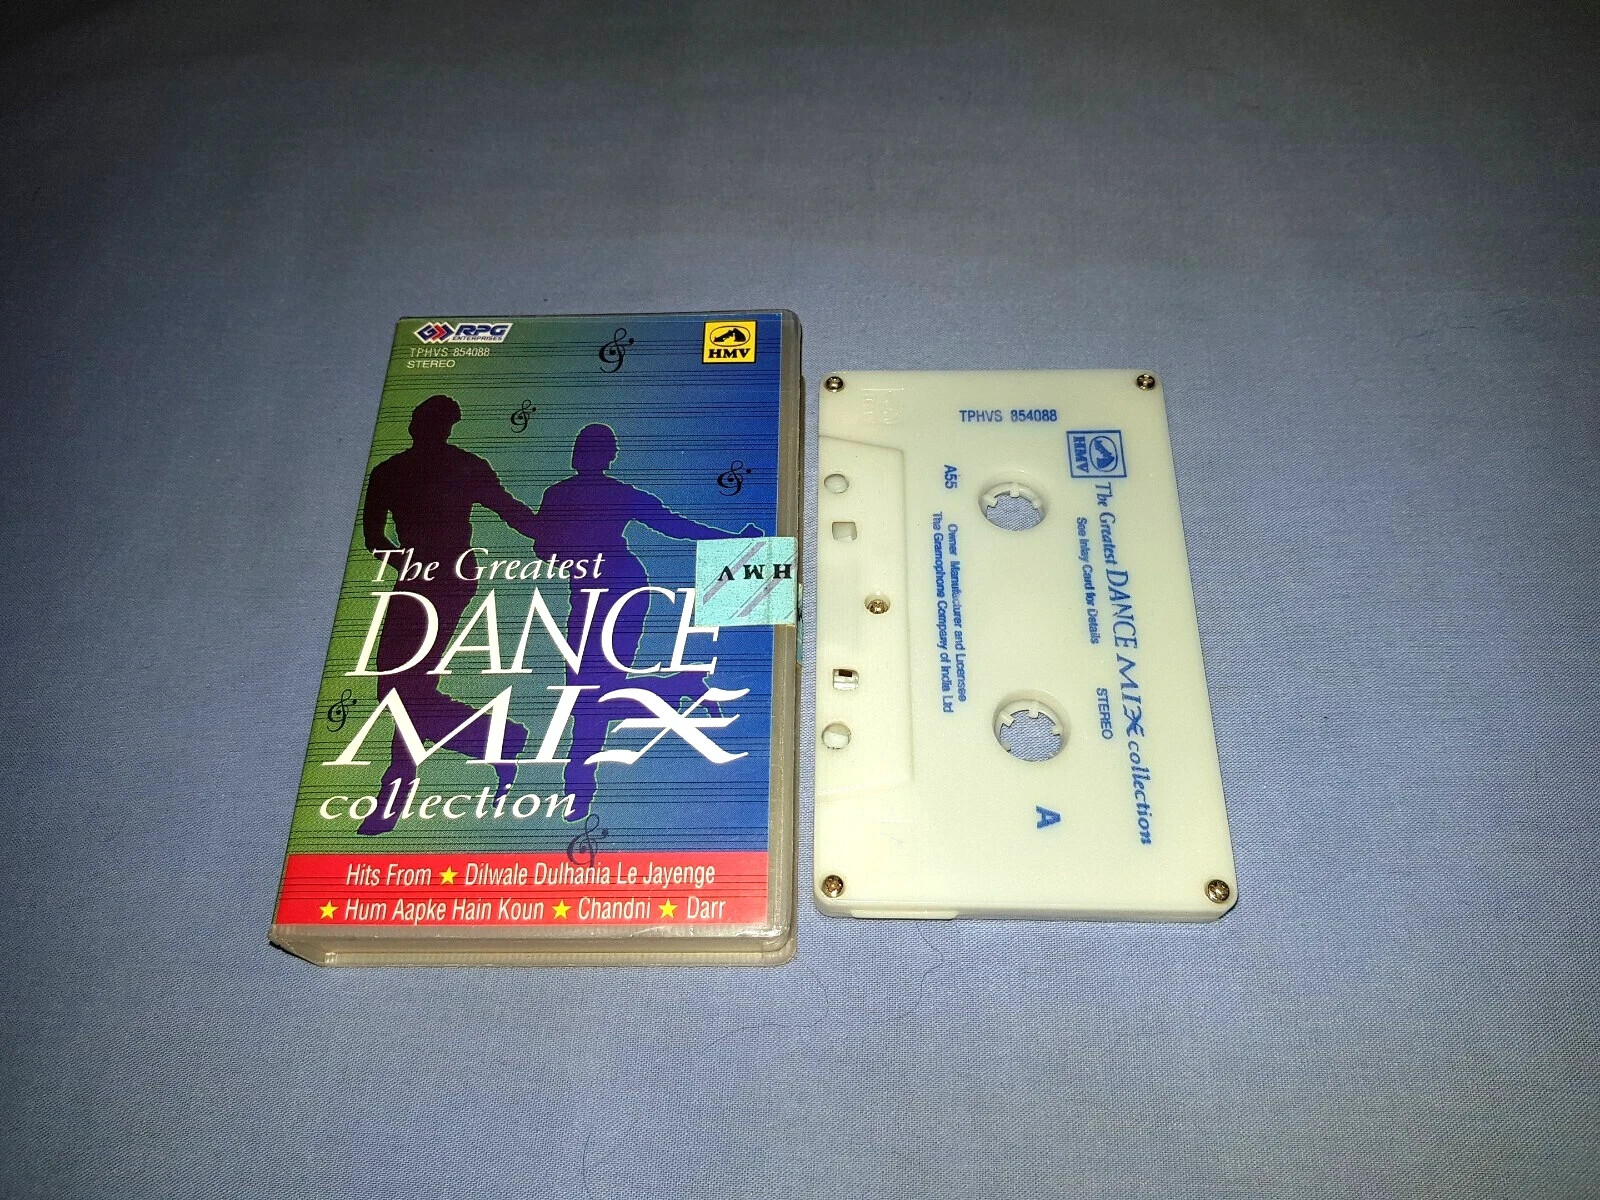 RPG
ENTERPRISES
TPHVS 854088
STEREO
HMV
The Greatest
HMV
DANCE
MIX
collection
Hits From ★ Dilwale Dulhania Le Jayenge
★ Hum Aapke Hain Koun ★ Chandni ★ Darr
TPHVS 854088
HMV
The Greatest DANCE MIX collection
See Inlay Card for Details
STEREO
A55
Owner Manufacturer and Licensee
The Gramophone Company of India Ltd
A